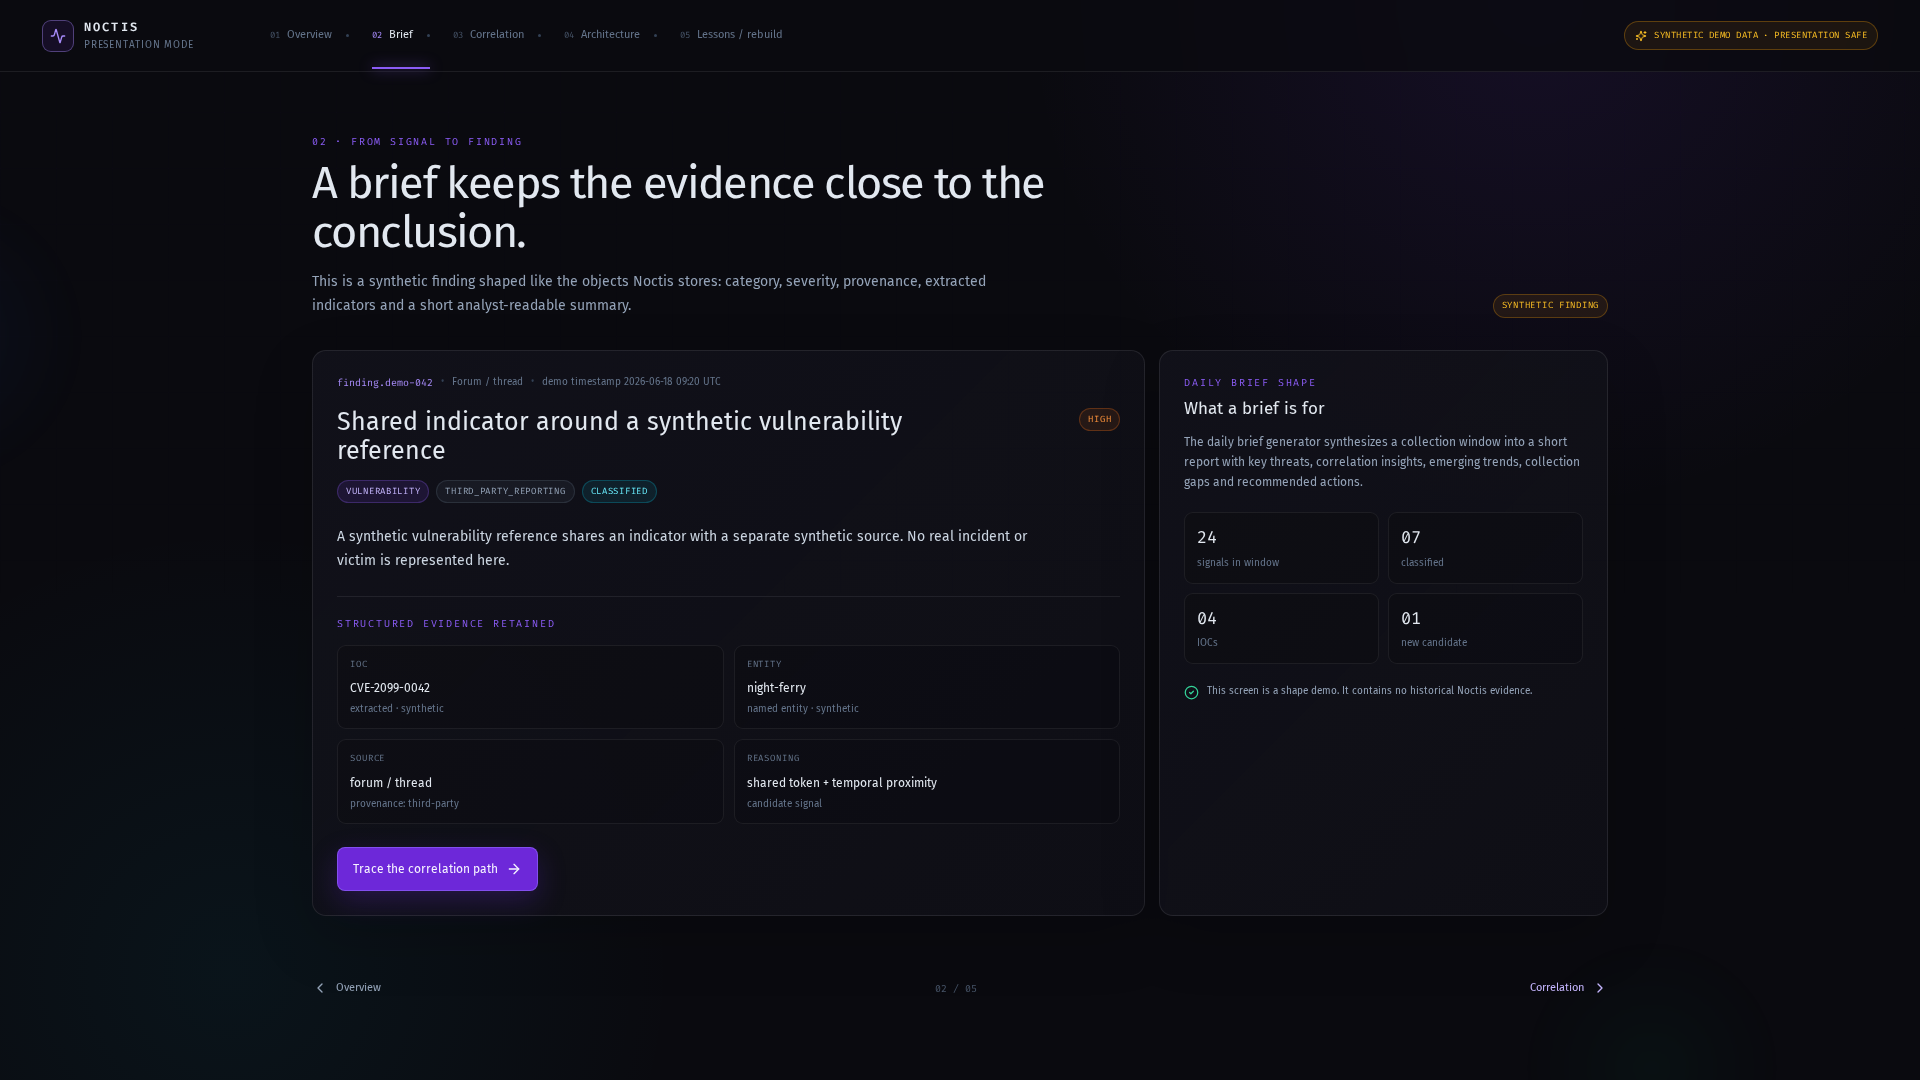 NOCTIS
PRESENTATION MODE
01 Overview
02 Brief
03 Correlation
04 Architecture
05 Lessons / rebuild
SYNTHETIC DEMO DATA · PRESENTATION SAFE
02 · FROM SIGNAL TO FINDING
A brief keeps the evidence close to the
conclusion.
This is a synthetic finding shaped like the objects Noctis stores: category, severity, provenance, extracted
indicators and a short analyst-readable summary.
SYNTHETIC FINDING
finding.demo-042 · Forum / thread · demo timestamp 2026-06-18 09:20 UTC
Shared indicator around a synthetic vulnerability
reference
HIGH
VULNERABILITY
THIRD_PARTY_REPORTING
CLASSIFIED
A synthetic vulnerability reference shares an indicator with a separate synthetic source. No real incident or
victim is represented here.
STRUCTURED EVIDENCE RETAINED
IOC
CVE-2099-0042
extracted · synthetic
ENTITY
night-ferry
named entity · synthetic
SOURCE
forum / thread
provenance: third-party
REASONING
shared token + temporal proximity
candidate signal
Trace the correlation path
DAILY BRIEF SHAPE
What a brief is for
The daily brief generator synthesizes a collection window into a short
report with key threats, correlation insights, emerging trends, collection
gaps and recommended actions.
24
signals in window
07
classified
04
IOCs
01
new candidate
This screen is a shape demo. It contains no historical Noctis evidence.
Overview
02 / 05
Correlation